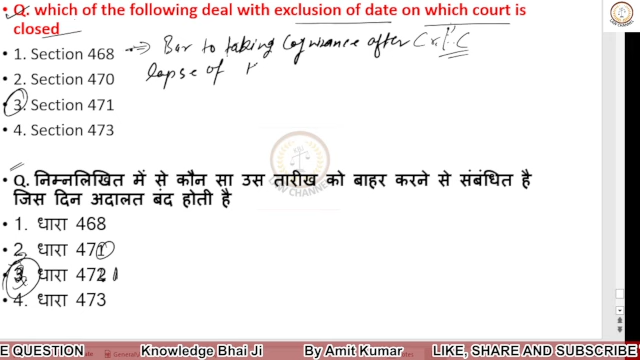 Q. which of the following deal with exclusion of date on which court is
closed
1. Section 468 → Bar to taking Cognizance after CrPC
lapse of
2. Section 470
3. Section 471
4. Section 473
LAW CHANNEL
Q. निम्नलिखित में से कौन सा उस तारीख को बाहर करने से संबंधित है
जिस दिन अदालत बंद होती है
1. धारा 468
2. धारा 470
3. धारा 471
4. धारा 473
E QUESTION Knowledge Bhai Ji By Amit Kumar LIKE, SHARE AND SUBSCRIBE